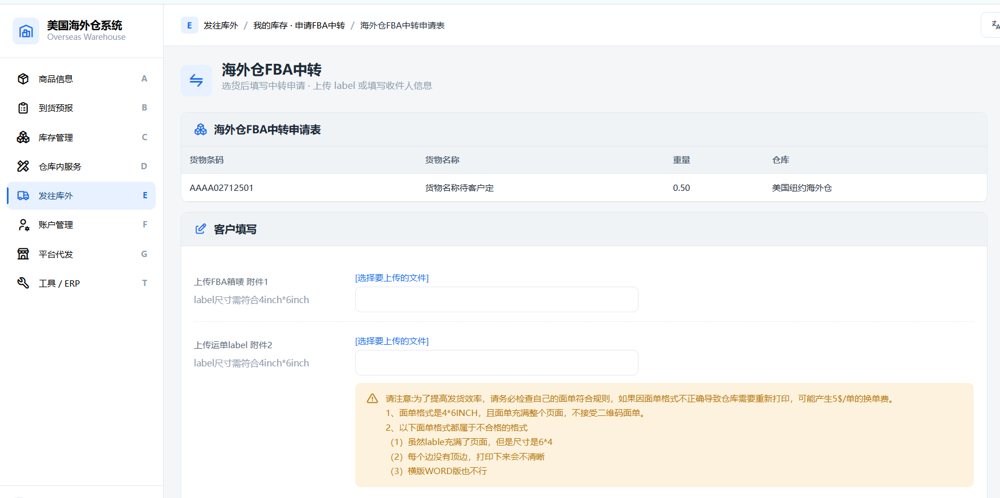 美国海外仓系统
Overseas Warehouse
商品信息 A
到货预报 B
库存管理 C
仓库内服务 D
发往库外 E
账户管理 F
平台代发 G
工具 / ERP T
E 发往库外 / 我的库存 · 申请FBA中转 / 海外仓FBA中转申请表
海外仓FBA中转
选货后填写中转申请 · 上传 label 或填写收件人信息
海外仓FBA中转申请表
货物条码 货物名称 重量 仓库
AAAA02712501 货物名称待客户定 0.50 美国纽约海外仓
客户填写
上传FBA箱唛 附件1 [选择要上传的文件]
label尺寸需符合4inch*6inch
上传运单label 附件2 [选择要上传的文件]
label尺寸需符合4inch*6inch
请注意:为了提高发货效率，请务必检查自己的面单符合规则，如果因面单格式不正确导致仓库需要重新打印，可能产生5$/单的换单费。
1、面单格式是4*6INCH，且面单充满整个页面，不接受二维码面单。
2、以下面单格式都属于不合格的格式
（1）虽然lable充满了页面，但是尺寸是6*4
（2）每个边没有顶边，打印下来会不清晰
（3）横版WORD版也不行